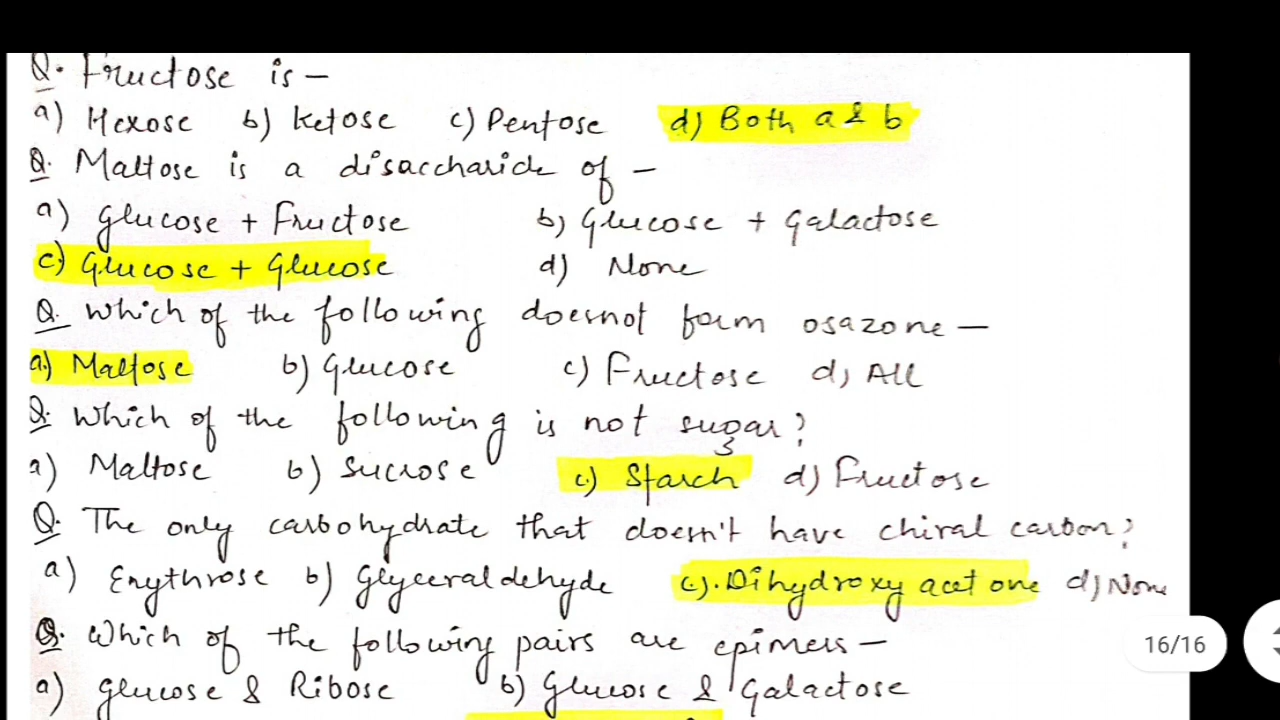 Q. Fructose is –
a) Hexose b) Ketose c) Pentose d) Both a & b
Q. Maltose is a disaccharide of –
a) Glucose + Fructose b) Glucose + Galactose
c) Glucose + Glucose d) None
Q. Which of the following doesnot form osazone –
a) Maltose b) Glucose c) Fructose d) All
Q. Which of the following is not sugar?
a) Maltose b) Sucrose c) Starch d) Fructose
Q. The only carbohydrate that doesn't have chiral carbon?
a) Erythrose b) Glyceraldehyde c). Dihydroxy acetone d) None
Q. Which of the following pairs are epimers –
16/16
a) glucose & Ribose b) Glucose & Galactose